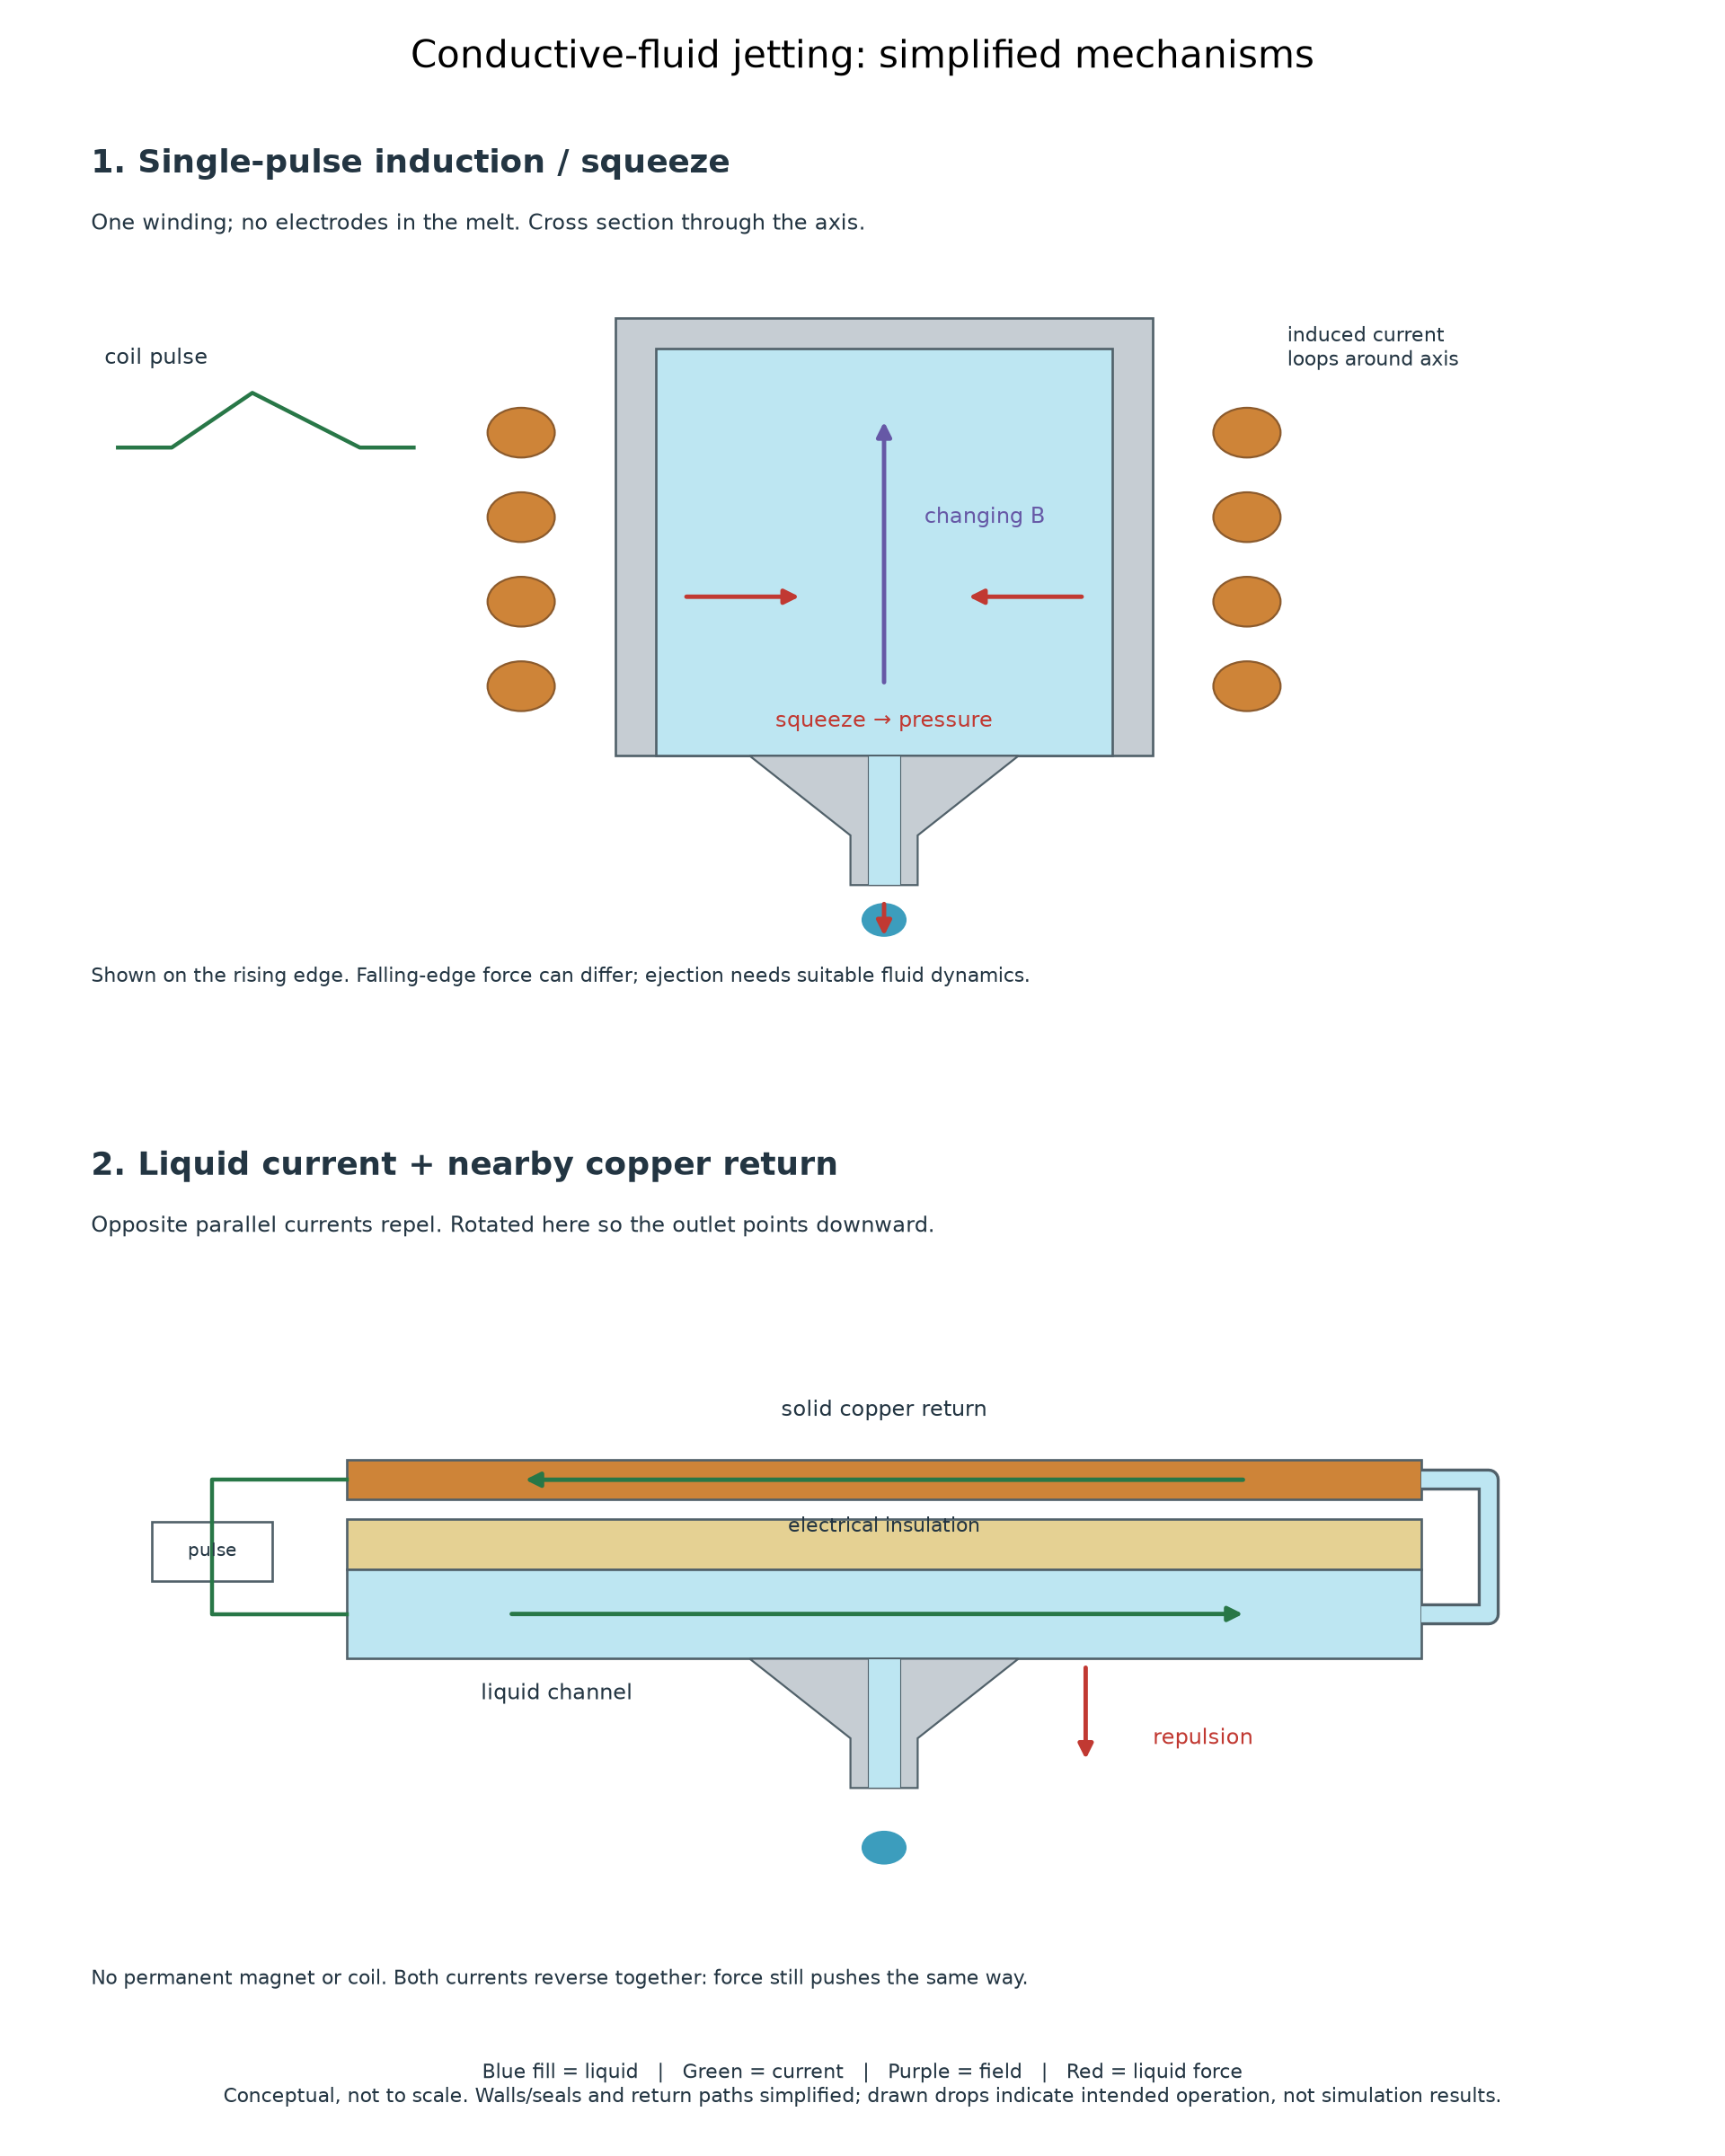 Conductive-fluid jetting: simplified mechanisms
1. Single-pulse induction / squeeze
One winding; no electrodes in the melt. Cross section through the axis.
coil pulse
induced current
loops around axis
changing B
squeeze → pressure
Shown on the rising edge. Falling-edge force can differ; ejection needs suitable fluid dynamics.
2. Liquid current + nearby copper return
Opposite parallel currents repel. Rotated here so the outlet points downward.
solid copper return
electrical insulation
pulse
liquid channel
repulsion
No permanent magnet or coil. Both currents reverse together: force still pushes the same way.
Blue fill = liquid | Green = current | Purple = field | Red = liquid force
Conceptual, not to scale. Walls/seals and return paths simplified; drawn drops indicate intended operation, not simulation results.